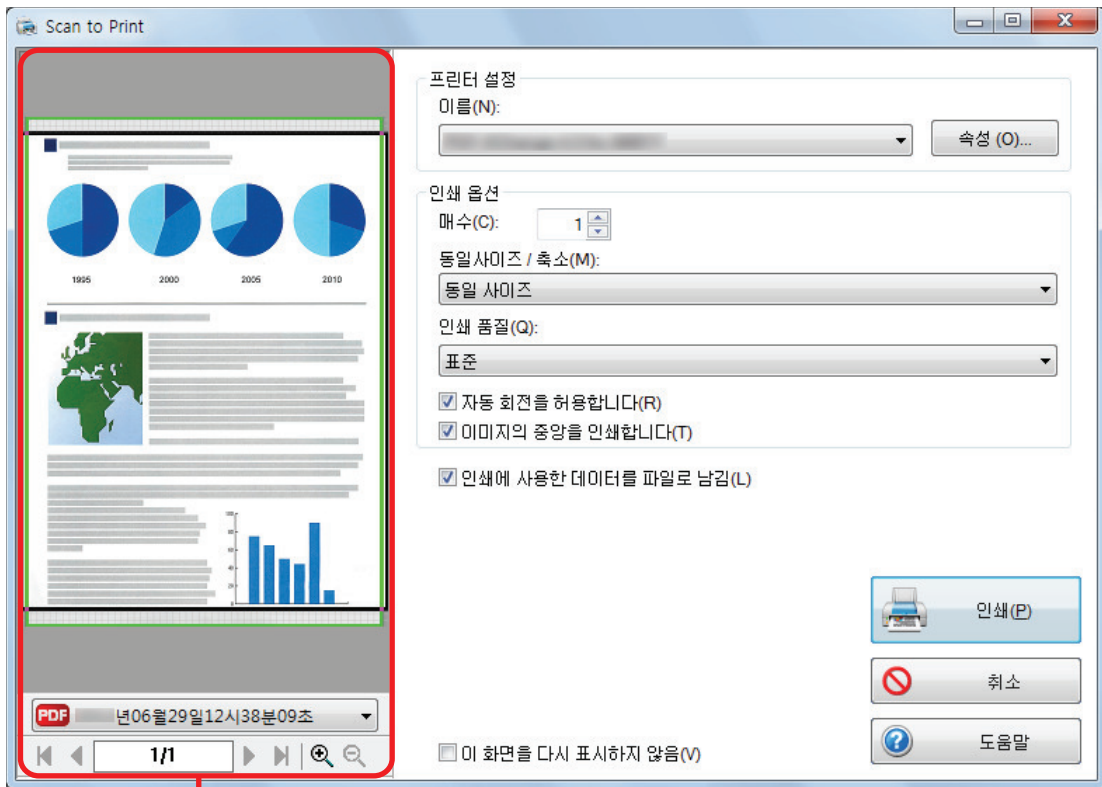 Scan to Print
1995 2000 2005 2010
PDF 년06월29일12시38분09초
1/1
프린터 설정
이름(N):
속성 (O)...
인쇄 옵션
매수(C): 1
동일사이즈 / 축소(M):
동일 사이즈
인쇄 품질(Q):
표준
자동 회전을 허용합니다(R)
이미지의 중앙을 인쇄합니다(T)
인쇄에 사용한 데이터를 파일로 남김(L)
인쇄(P)
취소
도움말
이 화면을 다시 표시하지 않음(V)